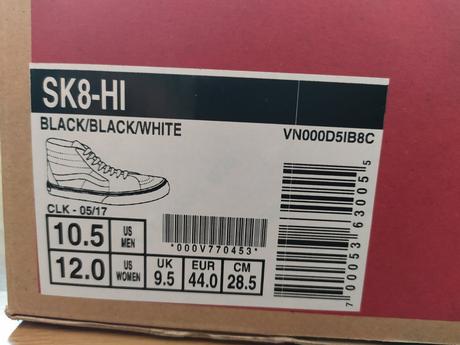 SK8-HI
BLACK/BLACK/WHITE VN000D5IB8C
CLK - 05/17
10.5 US MEN
*000V770453*
12.0 US WOMEN UK 9.5 EUR 44.0 CM 28.5
7 00053 63005 5